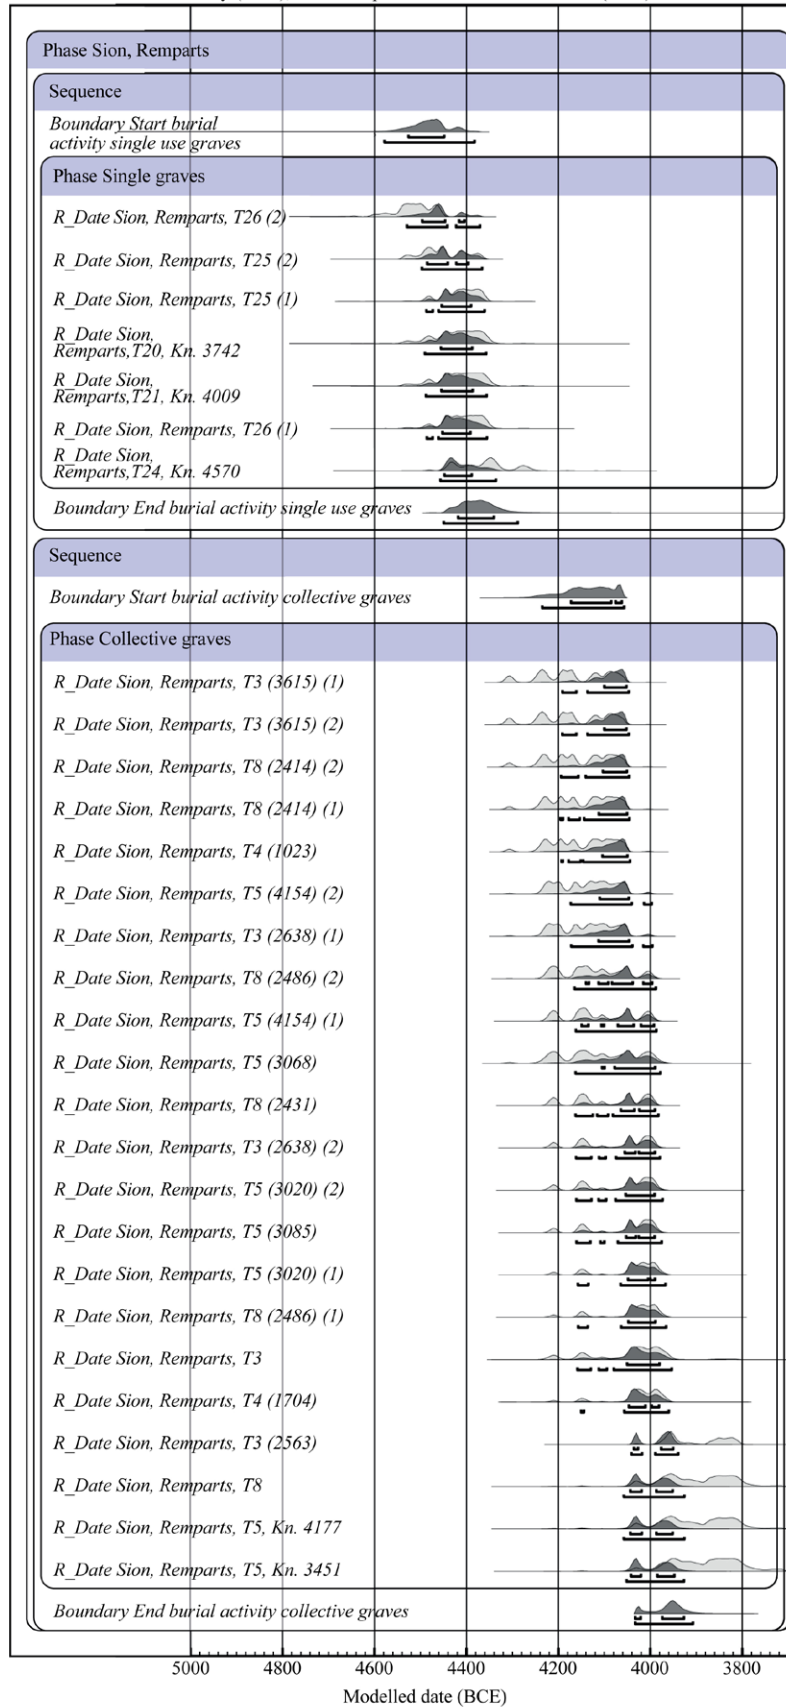 Phase Sion, Remparts
Sequence
Boundary Start burial
activity single use graves
Phase Single graves
R_Date Sion, Remparts, T26 (2)
R_Date Sion, Remparts, T25 (2)
R_Date Sion, Remparts, T25 (1)
R_Date Sion,
Remparts,T20, Kn. 3742
R_Date Sion,
Remparts,T21, Kn. 4009
R_Date Sion, Remparts, T26 (1)
R_Date Sion,
Remparts,T24, Kn. 4570
Boundary End burial activity single use graves
Sequence
Boundary Start burial activity collective graves
Phase Collective graves
R_Date Sion, Remparts, T3 (3615) (1)
R_Date Sion, Remparts, T3 (3615) (2)
R_Date Sion, Remparts, T8 (2414) (2)
R_Date Sion, Remparts, T8 (2414) (1)
R_Date Sion, Remparts, T4 (1023)
R_Date Sion, Remparts, T5 (4154) (2)
R_Date Sion, Remparts, T3 (2638) (1)
R_Date Sion, Remparts, T8 (2486) (2)
R_Date Sion, Remparts, T5 (4154) (1)
R_Date Sion, Remparts, T5 (3068)
R_Date Sion, Remparts, T8 (2431)
R_Date Sion, Remparts, T3 (2638) (2)
R_Date Sion, Remparts, T5 (3020) (2)
R_Date Sion, Remparts, T5 (3085)
R_Date Sion, Remparts, T5 (3020) (1)
R_Date Sion, Remparts, T8 (2486) (1)
R_Date Sion, Remparts, T3
R_Date Sion, Remparts, T4 (1704)
R_Date Sion, Remparts, T3 (2563)
R_Date Sion, Remparts, T8
R_Date Sion, Remparts, T5, Kn. 4177
R_Date Sion, Remparts, T5, Kn. 3451
Boundary End burial activity collective graves
5000 4800 4600 4400 4200 4000 3800
Modelled date (BCE)